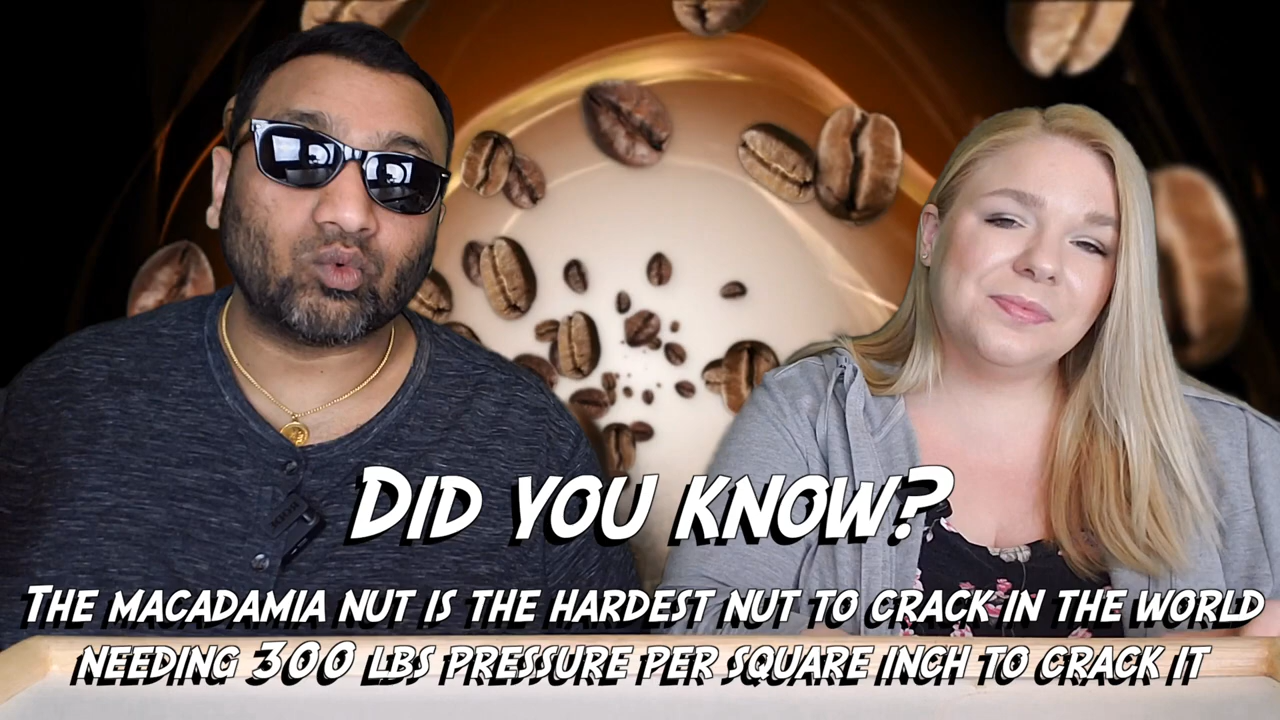 Did you know?
The macadamia nut is the hardest nut to crack in the world
needing 300 lbs pressure per square inch to crack it